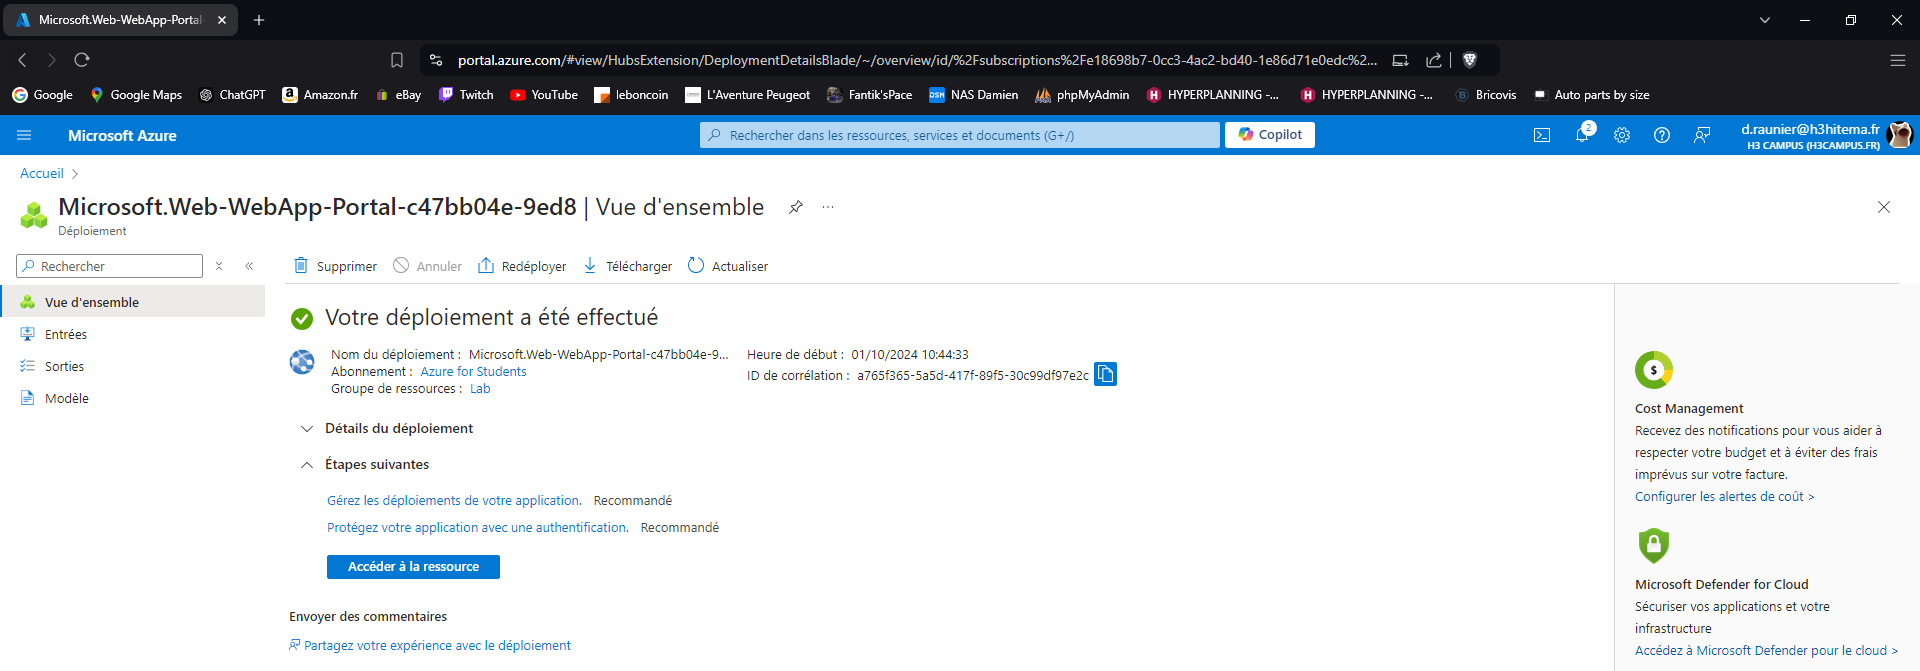 Microsoft.Web-WebApp-Portal-
portal.azure.com/#view/HubsExtension/DeploymentDetailsBlade/~/overview/id/%2Fsubscriptions%2Fe18698b7-0cc3-4ac2-bd40-1e86d71e0edc%2...
Google Google Maps ChatGPT Amazon.fr eBay Twitch YouTube leboncoin L'Aventure Peugeot Fantik'sPace NAS Damien phpMyAdmin HYPERPLANNING -... HYPERPLANNING -... Bricovis Auto parts by size
Microsoft Azure
Rechercher dans les ressources, services et documents (G+/)
Copilot
2
d.raunier@h3hitema.fr
H3 CAMPUS (H3CAMPUS.FR)
Accueil
Microsoft.Web-WebApp-Portal-c47bb04e-9ed8 | Vue d'ensemble
Déploiement
Rechercher
Supprimer Annuler Redéployer Télécharger Actualiser
Vue d'ensemble
Entrées
Sorties
Modèle
Votre déploiement a été effectué
Nom du déploiement : Microsoft.Web-WebApp-Portal-c47bb04e-9...
Abonnement : Azure for Students
Groupe de ressources : Lab
Heure de début : 01/10/2024 10:44:33
ID de corrélation : a765f365-5a5d-417f-89f5-30c99df97e2c
Détails du déploiement
Étapes suivantes
Gérez les déploiements de votre application. Recommandé
Protégez votre application avec une authentification. Recommandé
Accéder à la ressource
Envoyer des commentaires
Partagez votre expérience avec le déploiement
Cost Management
Recevez des notifications pour vous aider à
respecter votre budget et à éviter des frais
imprévus sur votre facture.
Configurer les alertes de coût >
Microsoft Defender for Cloud
Sécuriser vos applications et votre
infrastructure
Accédez à Microsoft Defender pour le cloud >